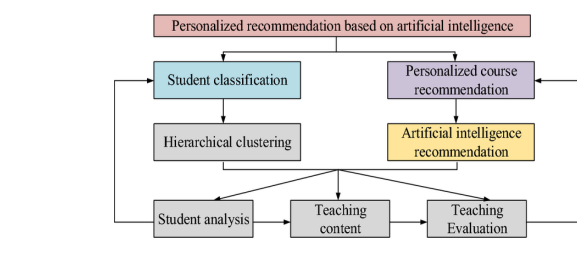 Personalized recommendation based on artificial intelligence
Student classification
Personalized course
recommendation
Hierarchical clustering
Artificial intelligence
recommendation
Student analysis
Teaching
content
Teaching
Evaluation